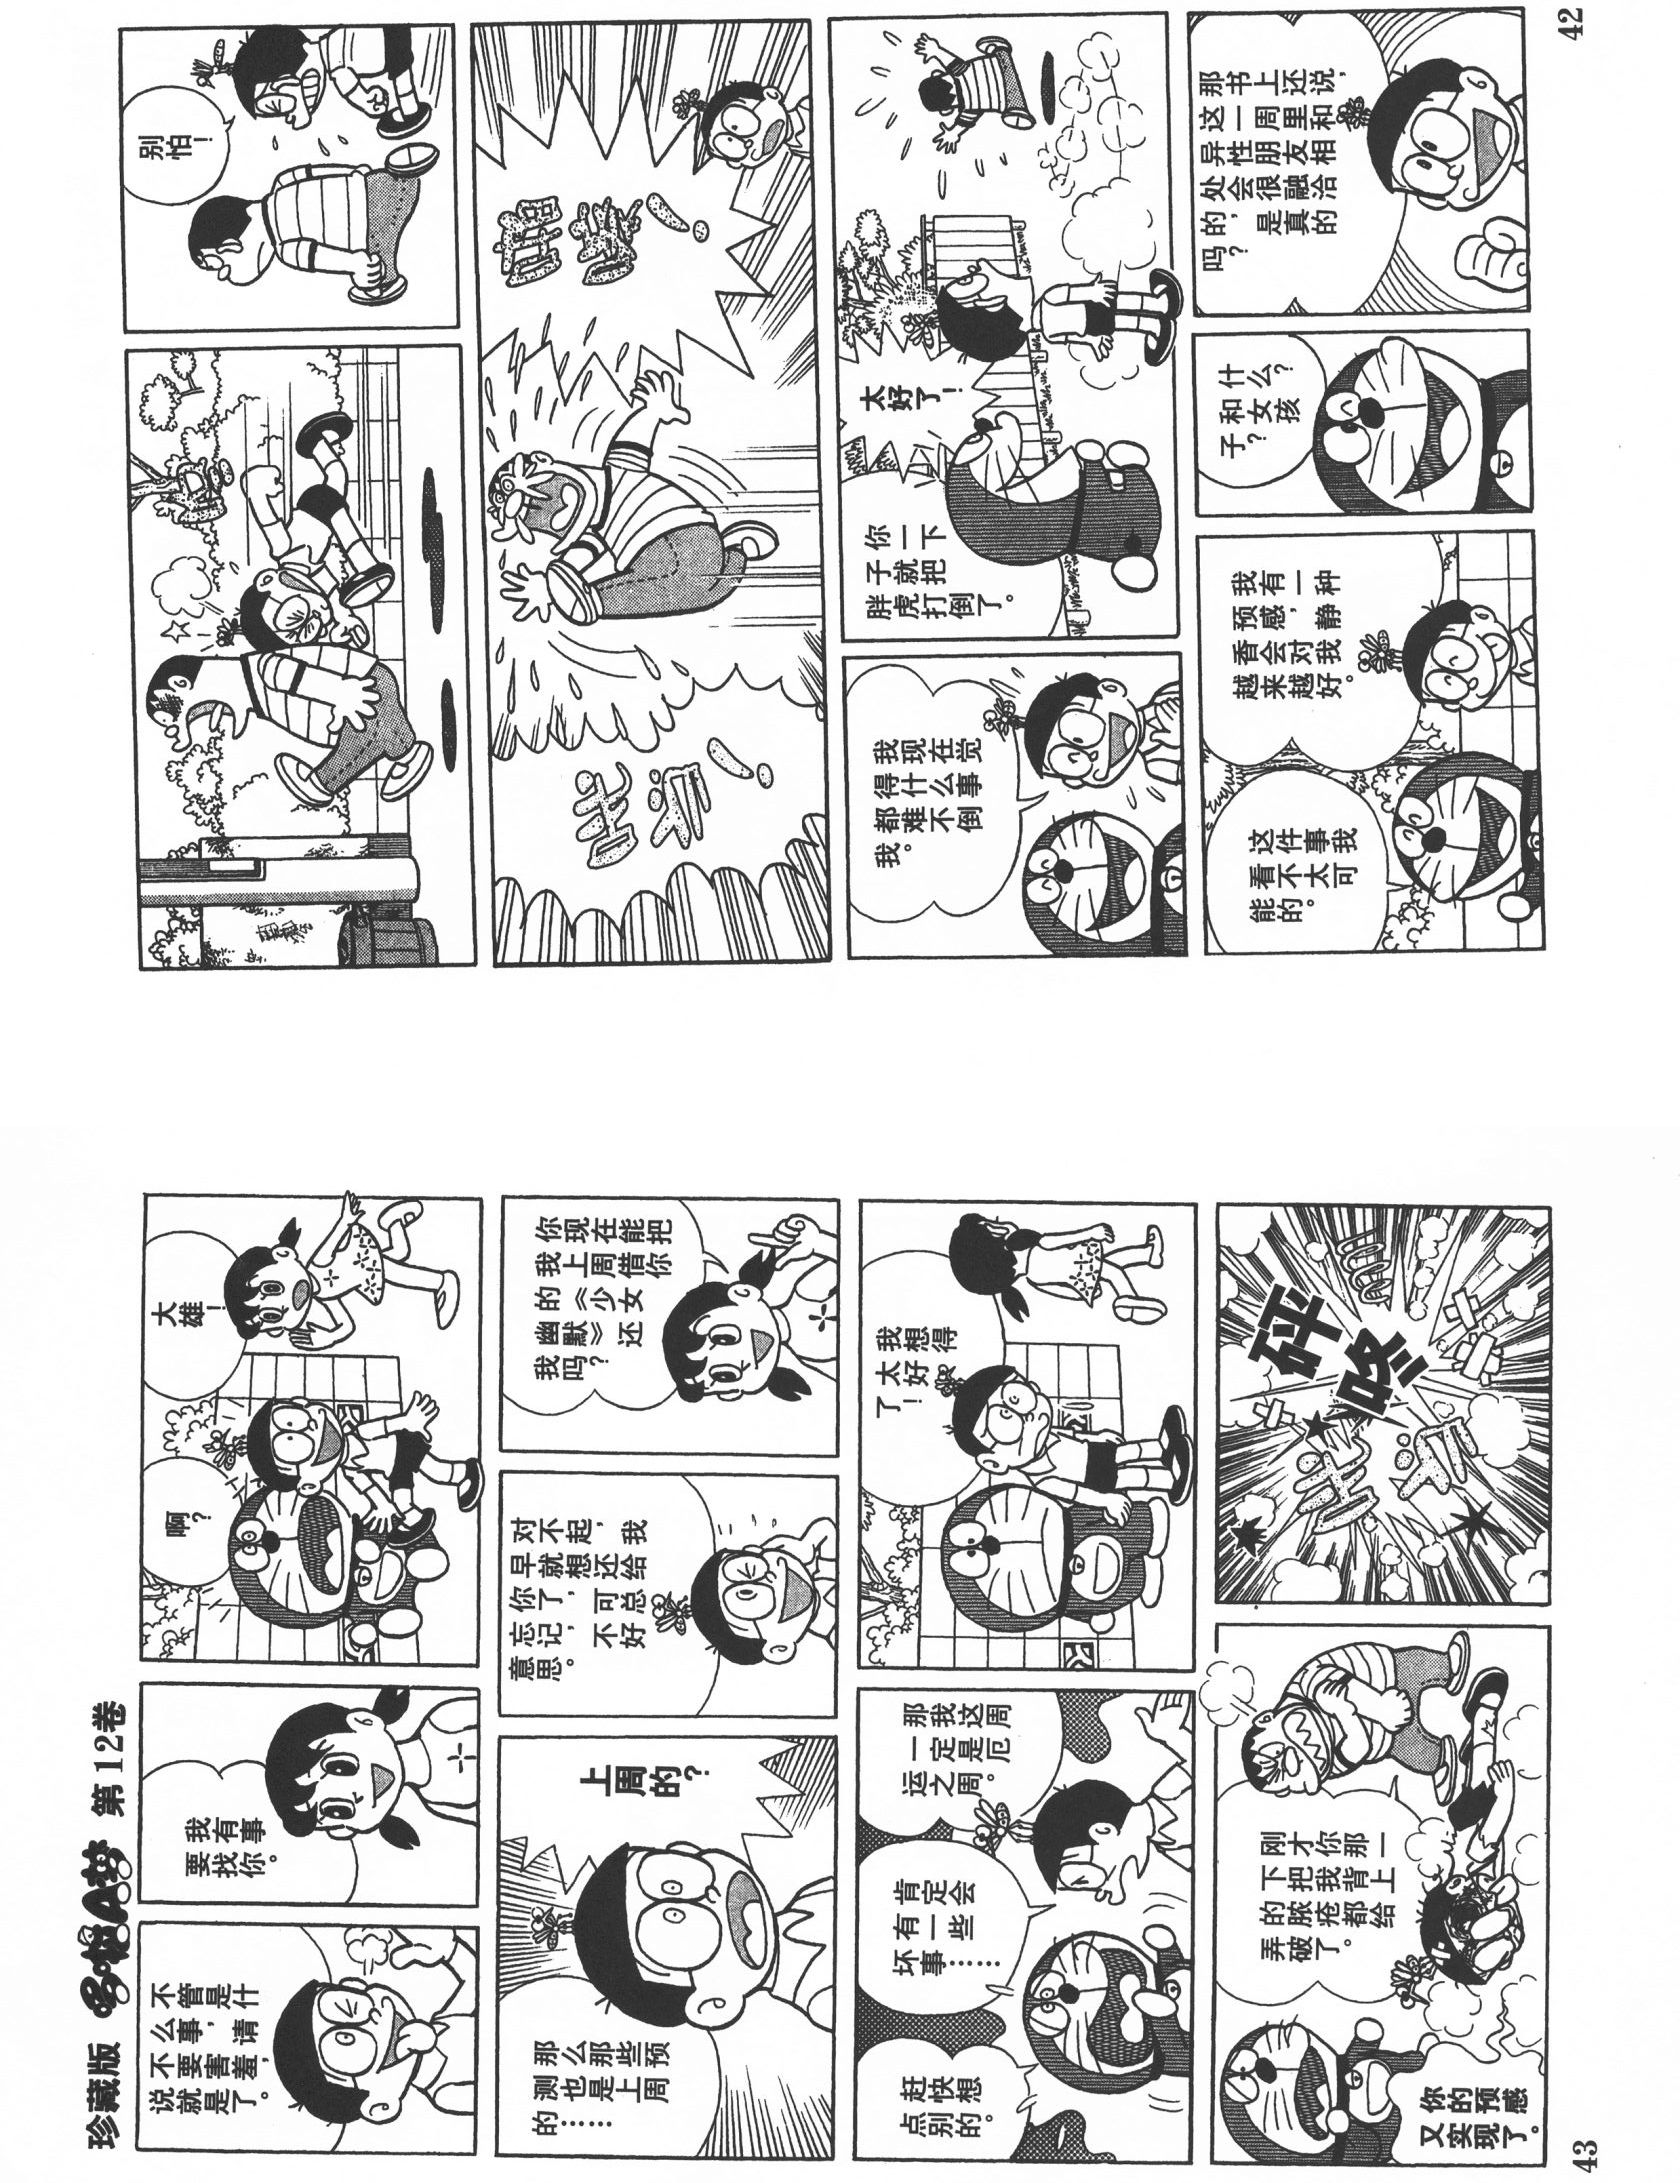 42
别
怕！
太
好
了！
你一下
子就把
胖虎打
倒了。
我现在觉
得什么事
都难不倒
我。
那书上还说，
这一周里和
异性朋友相
处会很融洽
的，是真的
吗？
什么？
和女孩
子？
我有一种
预感，静
香会对我
越来越好。
这件事我
看不太可
能的。
珍藏版 哆啦A梦 第12卷
大
雄！
啊？
我有事
要找你。
不管是什
么事，请
不要害羞，
说就是了。
你现在能把
我上周借你
的《少女
幽默》还
我吗？
对不起，我
早就想还给
你了，可总
忘记，不好
意思。
上周的？
那么那些预
测也是上周
的……
我想得
太好
了！
那我这周
一定是厄
运之周。
肯定会
有一些
坏事……
赶快想
点别的。
砰
咚
刚才你那一
下把我背上
的脓疮都给
弄破了。
你的预感
又实现了。
43